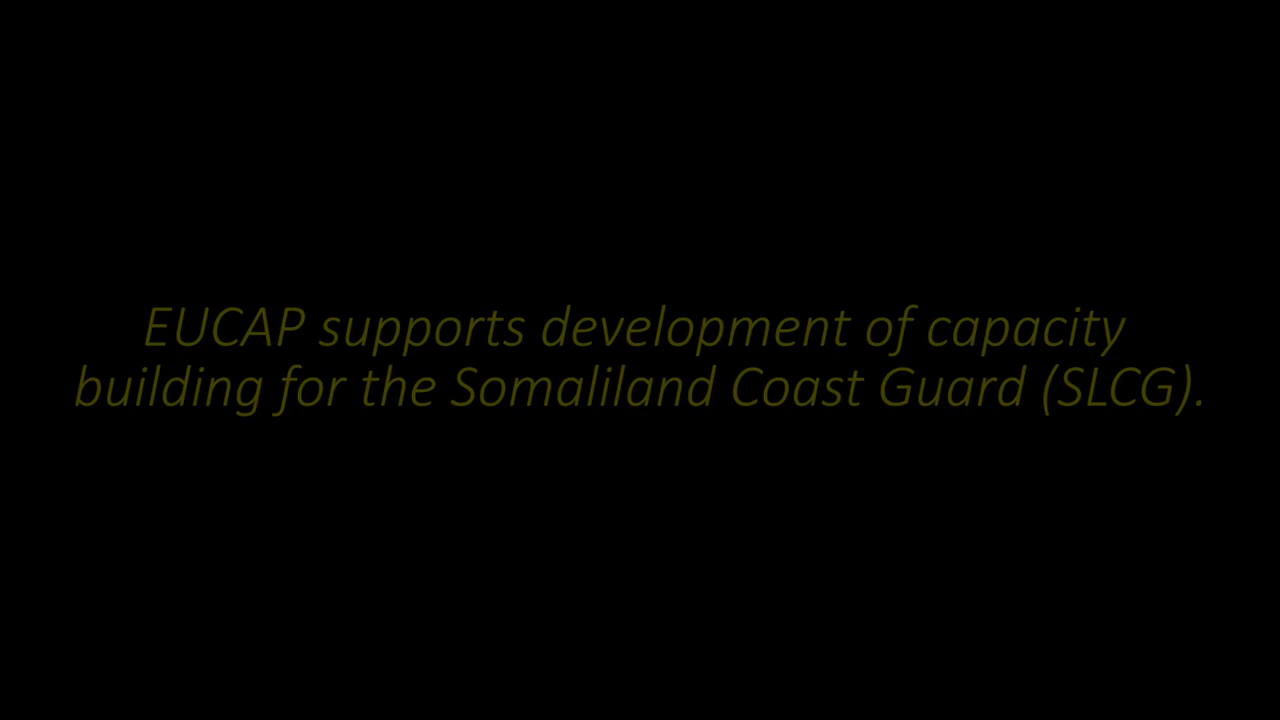 EUCAP supports development of capacity
building for the Somaliland Coast Guard (SLCG).